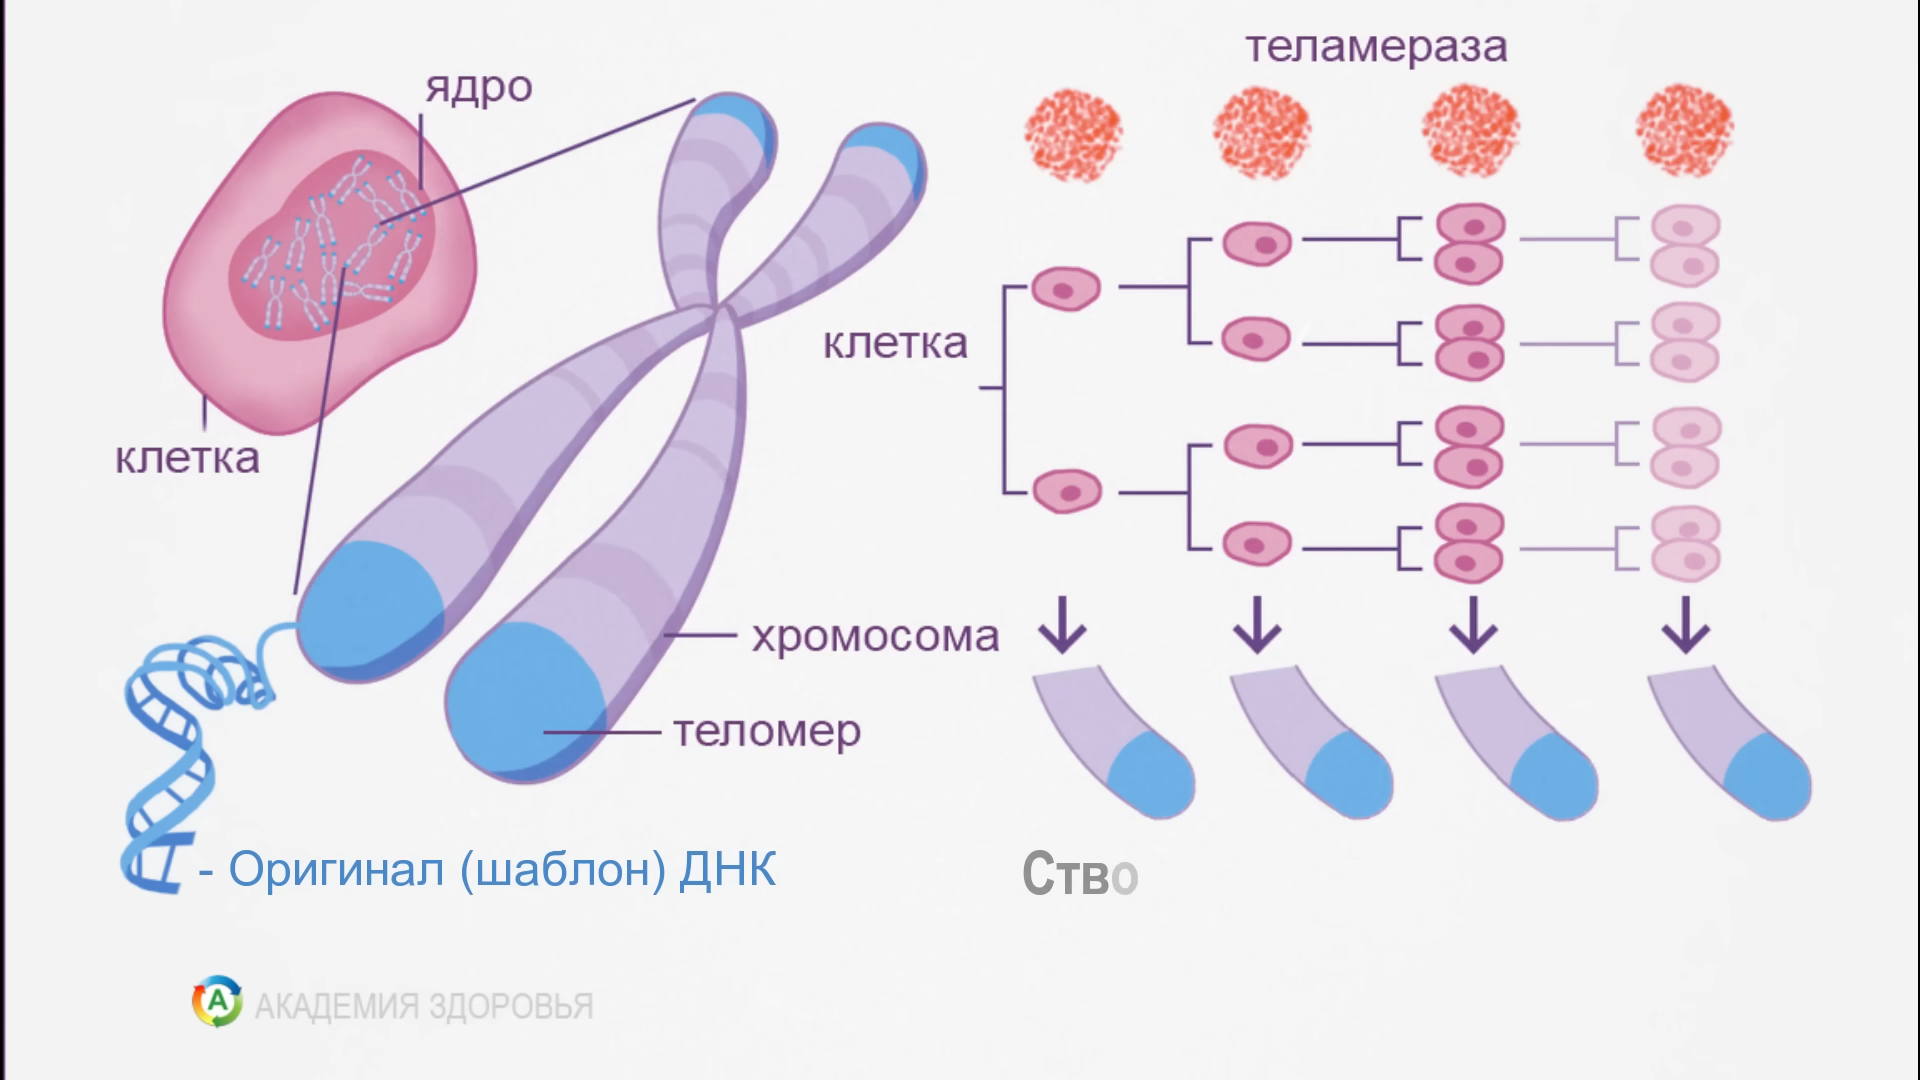 теламераза
ядро
клетка
клетка
хромосома
теломер
- Оригинал (шаблон) ДНК
Ство
А
АКАДЕМИЯ ЗДОРОВЬЯ